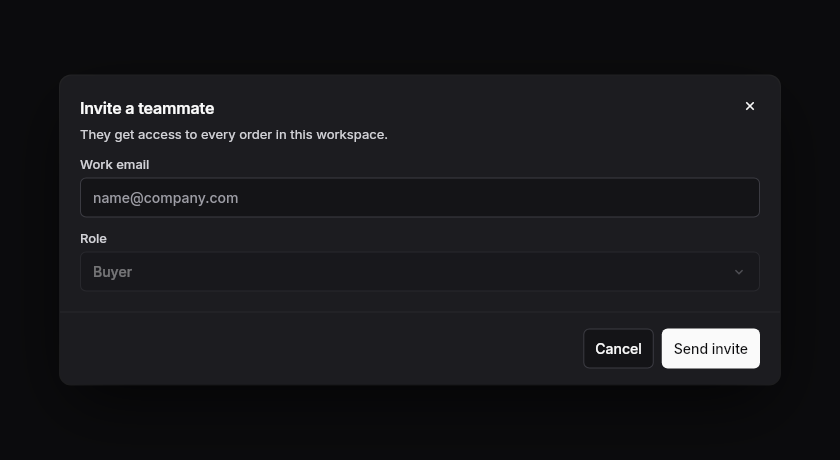 Invite a teammate
They get access to every order in this workspace.
Work email
name@company.com
Role
Buyer
Cancel
Send invite